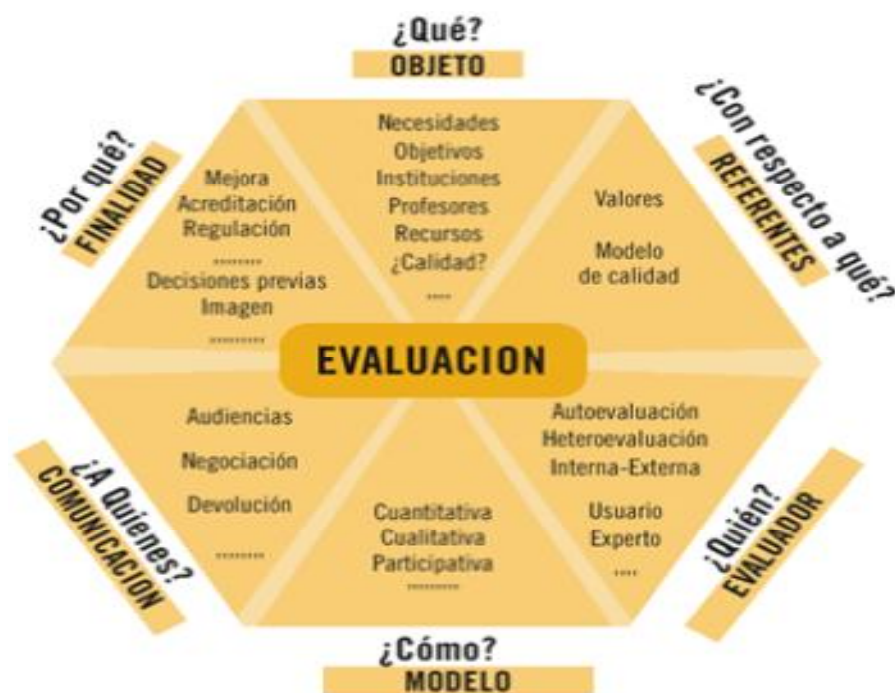 ¿Qué?
OBJETO
Necesidades
Objetivos
Instituciones
Profesores
Recursos
¿Calidad?
....
¿Con respecto a qué?
REFERENTES
Valores
Modelo
de calidad
¿Por qué?
FINALIDAD
Mejora
Acreditación
Regulación
.........
Decisiones previas
Imagen
.........
EVALUACION
¿A Quienes?
COMUNICACION
Audiencias
Negociación
Devolución
........
Cuantitativa
Cualitativa
Participativa
.........
¿Cómo?
MODELO
Autoevaluación
Heteroevaluación
Interna-Externa
Usuario
Experto
....
¿Quién?
EVALUADOR